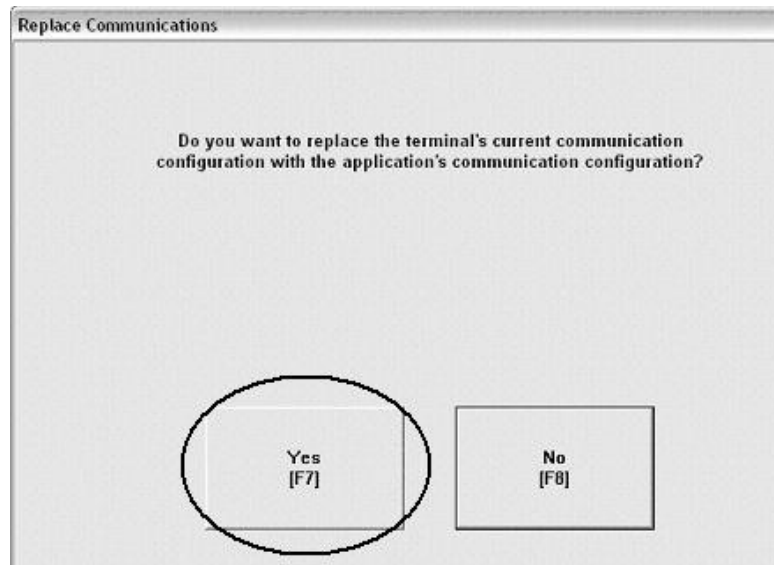 Replace Communications
Do you want to replace the terminal's current communication
configuration with the application's communication configuration?
Yes
[F7]
No
[F8]